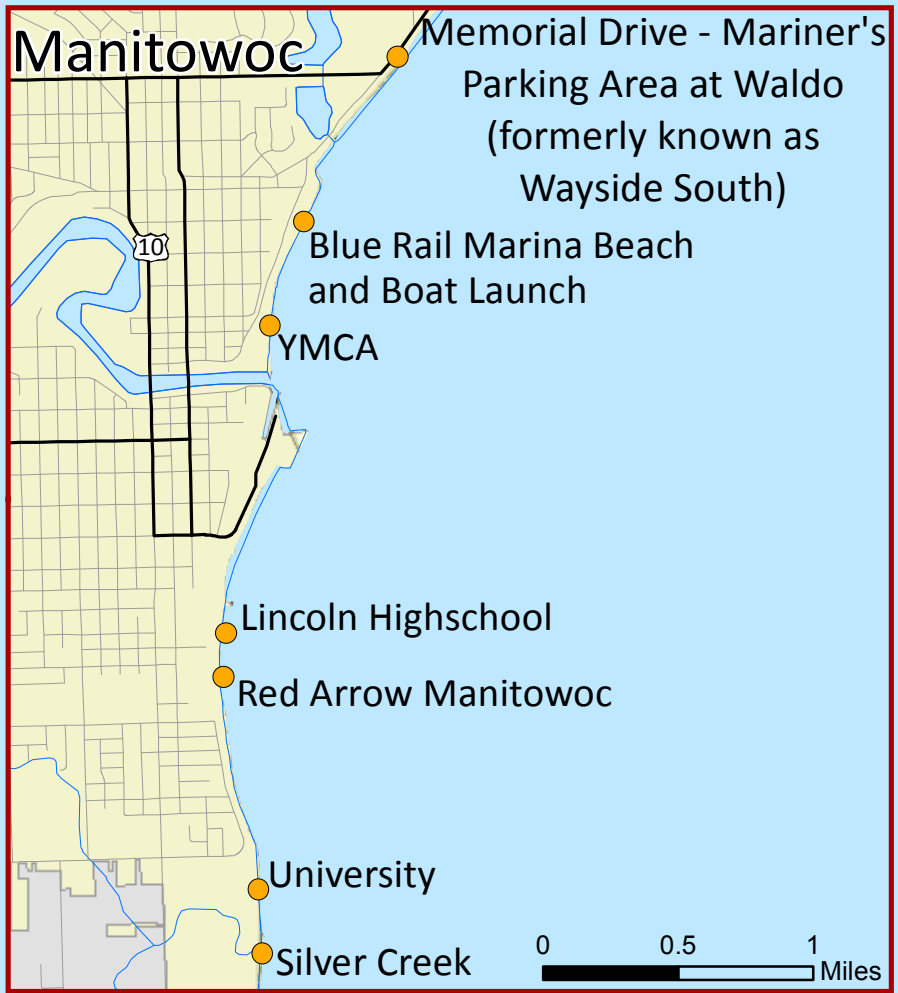 Manitowoc
Memorial Drive - Mariner's
Parking Area at Waldo
(formerly known as
Wayside South)
10
Blue Rail Marina Beach
and Boat Launch
YMCA
Lincoln Highschool
Red Arrow Manitowoc
University
Silver Creek
0 0.5 1
Miles